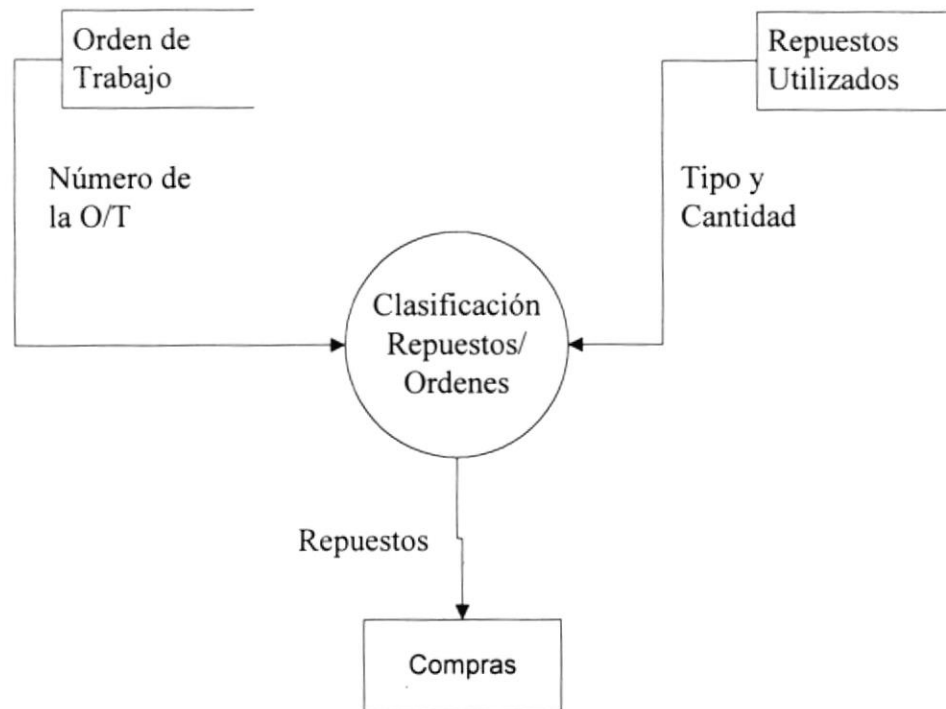 Orden de
Trabajo
Repuestos
Utilizados
Número de
la O/T
Tipo y
Cantidad
Clasificación
Repuestos/
Ordenes
Repuestos
Compras